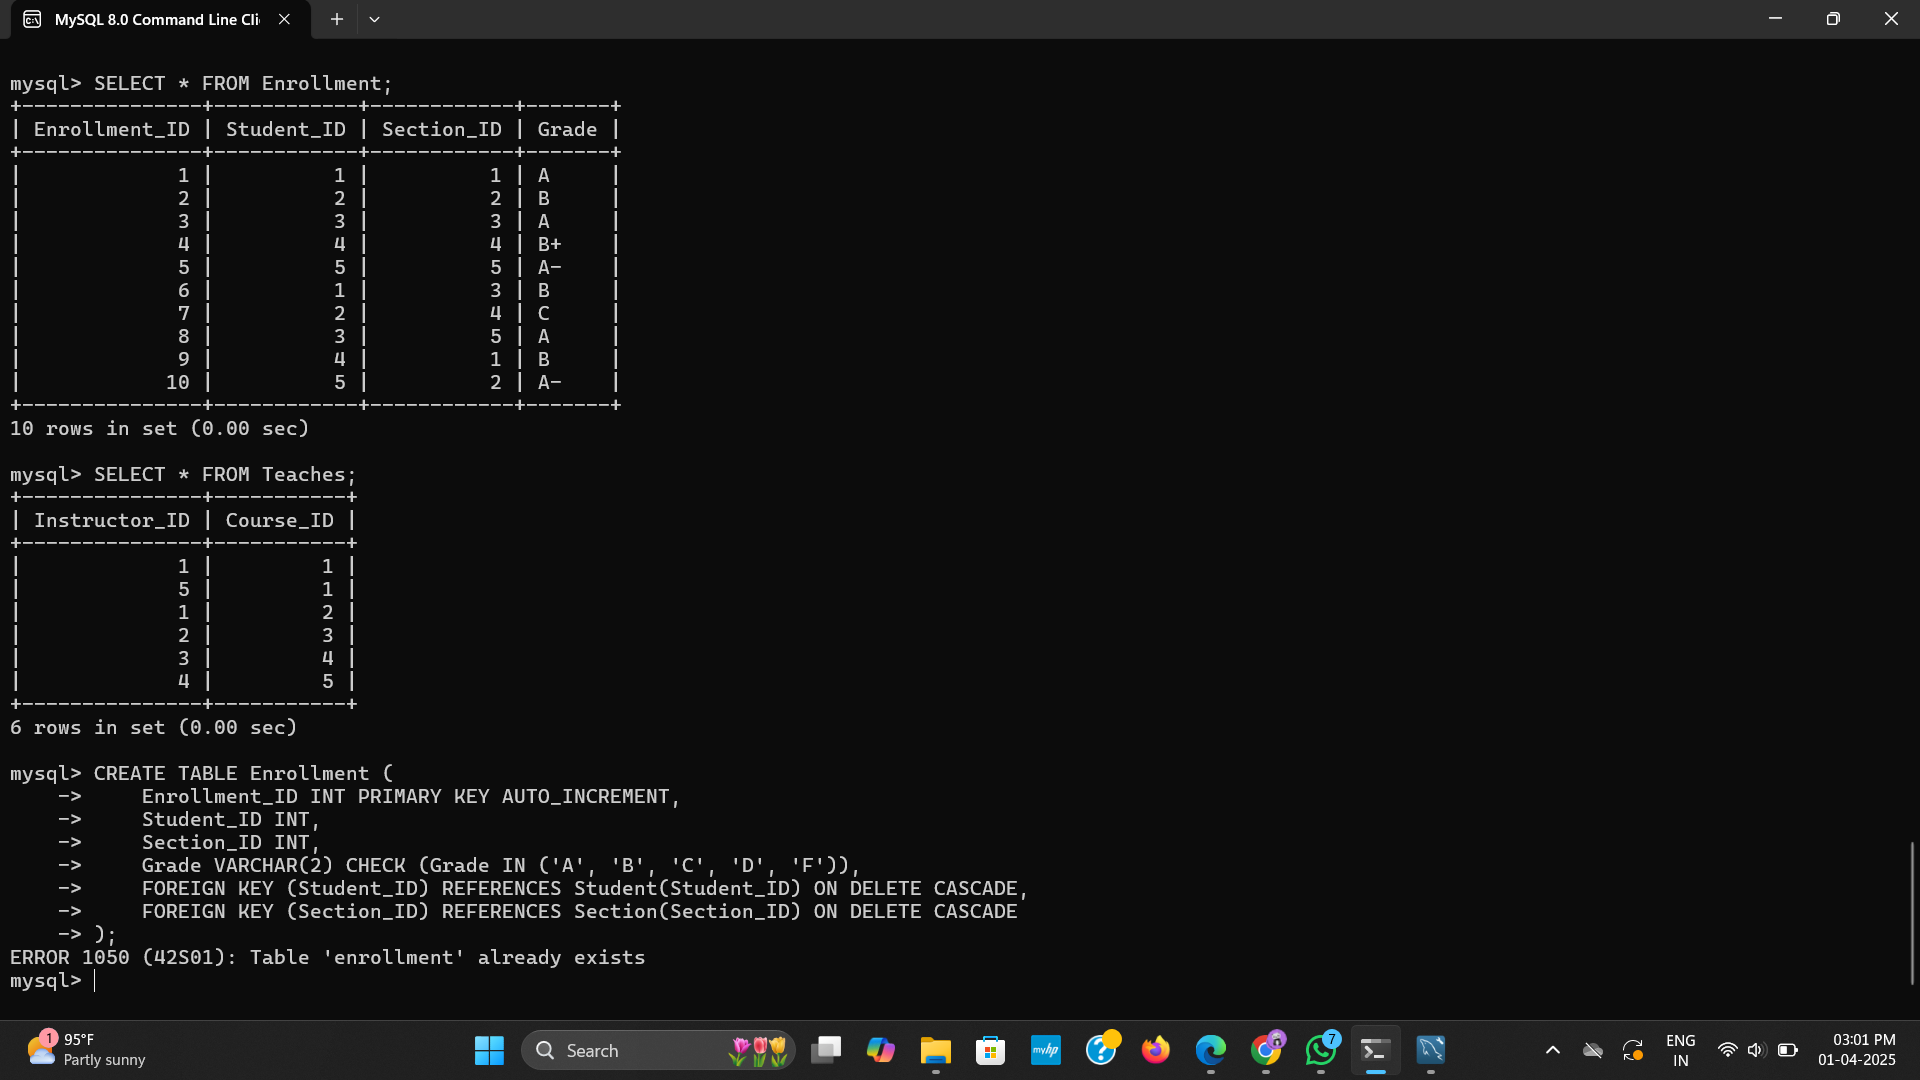 MySQL 8.0 Command Line Cli
mysql> SELECT * FROM Enrollment;
+---------------+------------+------------+-------+
| Enrollment_ID | Student_ID | Section_ID | Grade |
+---------------+------------+------------+-------+
|             1 |          1 |          1 | A     |
|             2 |          2 |          2 | B     |
|             3 |          3 |          3 | A     |
|             4 |          4 |          4 | B+    |
|             5 |          5 |          5 | A-    |
|             6 |          1 |          3 | B     |
|             7 |          2 |          4 | C     |
|             8 |          3 |          5 | A     |
|             9 |          4 |          1 | B     |
|            10 |          5 |          2 | A-    |
+---------------+------------+------------+-------+
10 rows in set (0.00 sec)
mysql> SELECT * FROM Teaches;
+---------------+-----------+
| Instructor_ID | Course_ID |
+---------------+-----------+
|             1 |         1 |
|             5 |         1 |
|             1 |         2 |
|             2 |         3 |
|             3 |         4 |
|             4 |         5 |
+---------------+-----------+
6 rows in set (0.00 sec)
mysql> CREATE TABLE Enrollment (
    ->     Enrollment_ID INT PRIMARY KEY AUTO_INCREMENT,
    ->     Student_ID INT,
    ->     Section_ID INT,
    ->     Grade VARCHAR(2) CHECK (Grade IN ('A', 'B', 'C', 'D', 'F')),
    ->     FOREIGN KEY (Student_ID) REFERENCES Student(Student_ID) ON DELETE CASCADE,
    ->     FOREIGN KEY (Section_ID) REFERENCES Section(Section_ID) ON DELETE CASCADE
    -> );
ERROR 1050 (42S01): Table 'enrollment' already exists
mysql>
1
95°F
Partly sunny
Search
myhp
7
ENG
IN
03:01 PM
01-04-2025